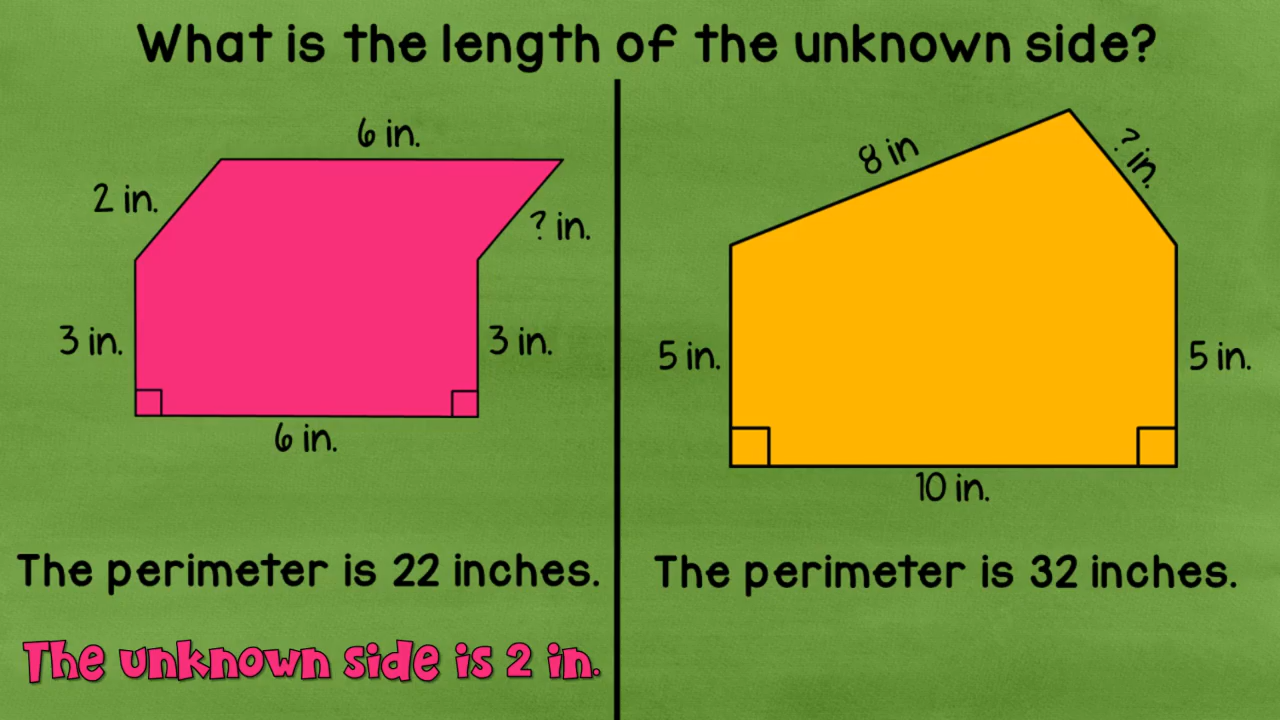 What is the length of the unknown side?
6 in.
2 in.
? in.
3 in.
3 in.
6 in.
The perimeter is 22 inches.
The unknown side is 2 in.
8 in
? in.
5 in.
5 in.
10 in.
The perimeter is 32 inches.